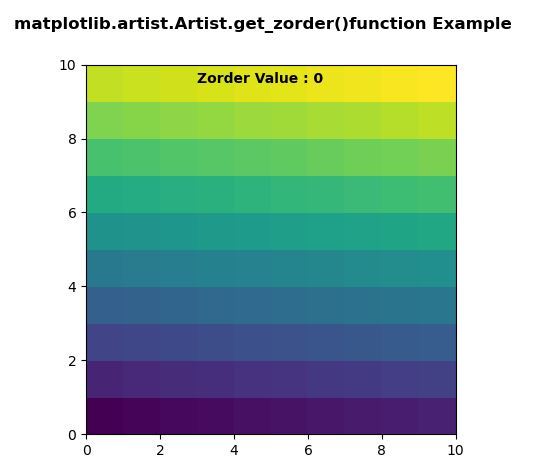 matplotlib.artist.Artist.get_zorder()function Example
Zorder Value : 0
10
8
6
4
2
0
0 2 4 6 8 10